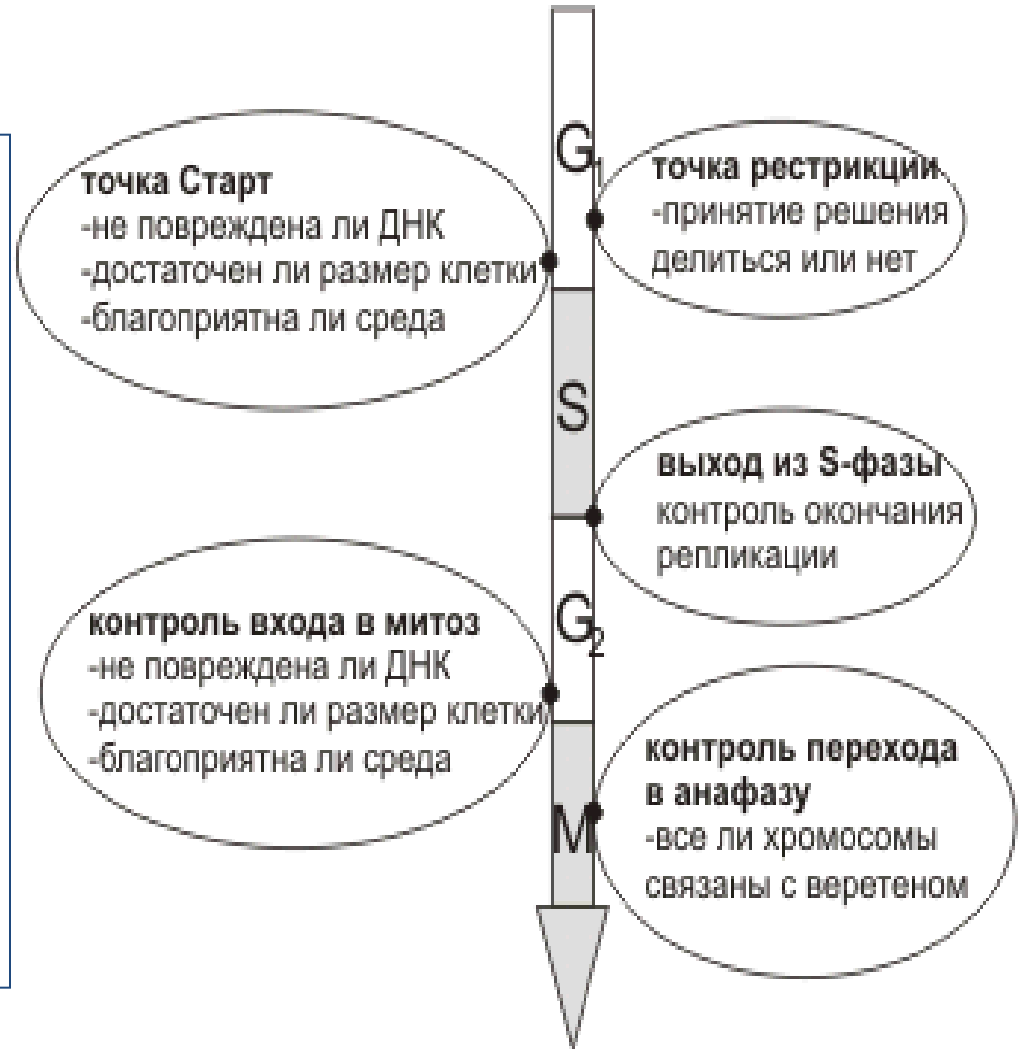 G1
точка Старт
-не повреждена ли ДНК
-достаточен ли размер клетки
-благоприятна ли среда
точка рестрикции
-принятие решения
делиться или нет
S
выход из S-фазы
контроль окончания
репликации
G2
контроль входа в митоз
-не повреждена ли ДНК
-достаточен ли размер клетки
-благоприятна ли среда
контроль перехода
в анафазу
-все ли хромосомы
связаны с веретеном
M